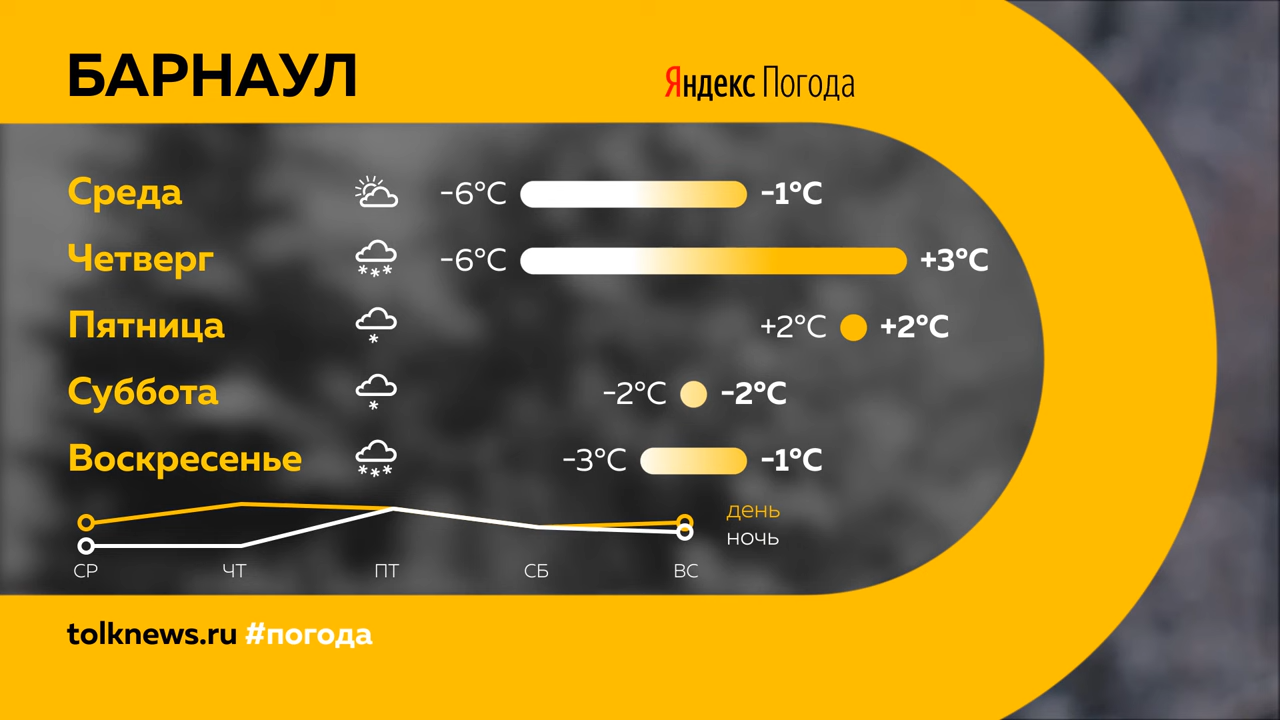 БАРНАУЛ
Яндекс Погода
Среда -6°C -1°C
Четверг -6°C +3°C
Пятница +2°C +2°C
Суббота -2°C -2°C
Воскресенье -3°C -1°C
день
ночь
СР ЧТ ПТ СБ ВС
tolknews.ru #погода